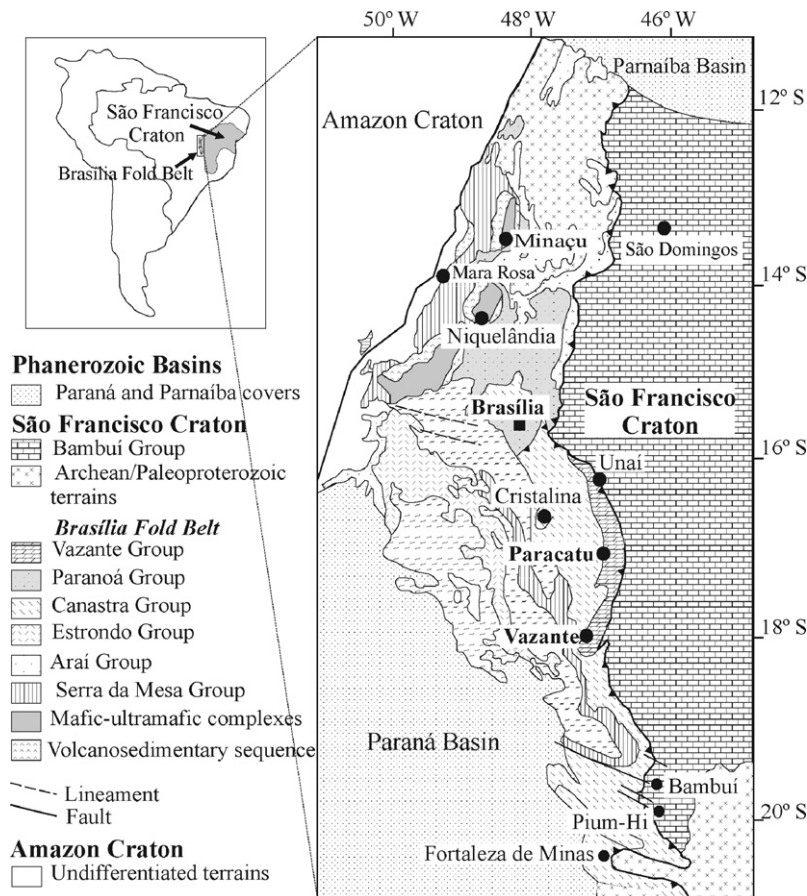 50° W
48° W
46° W
São Francisco
Craton
Brasília Fold Belt
Parnaíba Basin
12° S
Amazon Craton
Minaçu
São Domingos
Mara Rosa
14° S
Niquelândia
Brasília
São Francisco
Craton
16° S
Unaí
Cristalina
Paracatu
Vazante
18° S
Paraná Basin
Bambuí
Pium-Hi
20° S
Fortaleza de Minas
Phanerozoic Basins
Paraná and Parnaíba covers
São Francisco Craton
Bambuí Group
Archean/Paleoproterozoic
terrains
Brasília Fold Belt
Vazante Group
Paranoá Group
Canastra Group
Estrondo Group
Araí Group
Serra da Mesa Group
Mafic-ultramafic complexes
Volcanosedimentary sequence
Lineament
Fault
Amazon Craton
Undifferentiated terrains